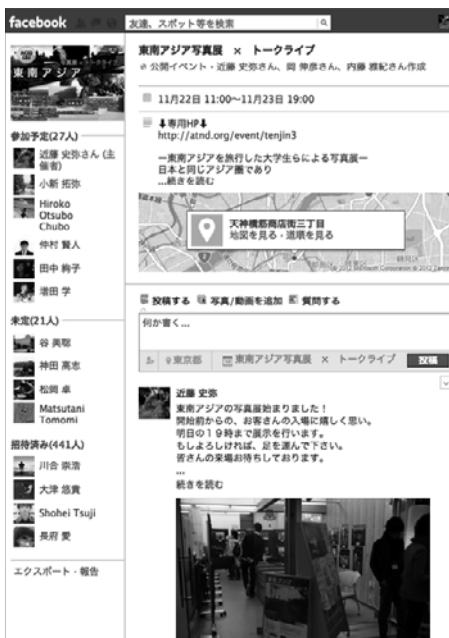 facebook
友達、スポット等を検索
東南アジア
東南アジア写真展 × トークライブ
公開イベント・近藤 史弥さん、岡 伸彦さん、内藤 雅紀さん作成
11月22日 11:00〜11月23日 19:00
⬇専用HP⬇
http://atnd.org/event/tenjin3
ー東南アジアを旅行した大学生らによる写真展ー
日本と同じアジア圏であり
...続きを読む
天神橋筋商店街三丁目
地図を見る・道順を見る
参加予定(27人)
近藤 史弥さん (主
催者)
小新 拓弥
Hiroko
Otsubo
Chubo
仲村 賢人
田中 絢子
増田 学
未定(21人)
谷 美聡
神田 高志
松岡 卓
Matsutani
Tomomi
招待済み(441人)
川合 崇浩
大津 悠貴
Shohei Tsuji
長府 愛
エクスポート・報告
投稿する 写真/動画を追加 質問する
何か書く...
東京都 東南アジア写真展 × トークライブ 投稿
近藤 史弥
東南アジアの写真展始まりました！
開始前からの、お客さんの入場に嬉しく思い。
明日の１９時まで展示を行います。
もしよろしければ、足を運んで下さい。
皆さんの来場お待ちしております。
...
続きを読む